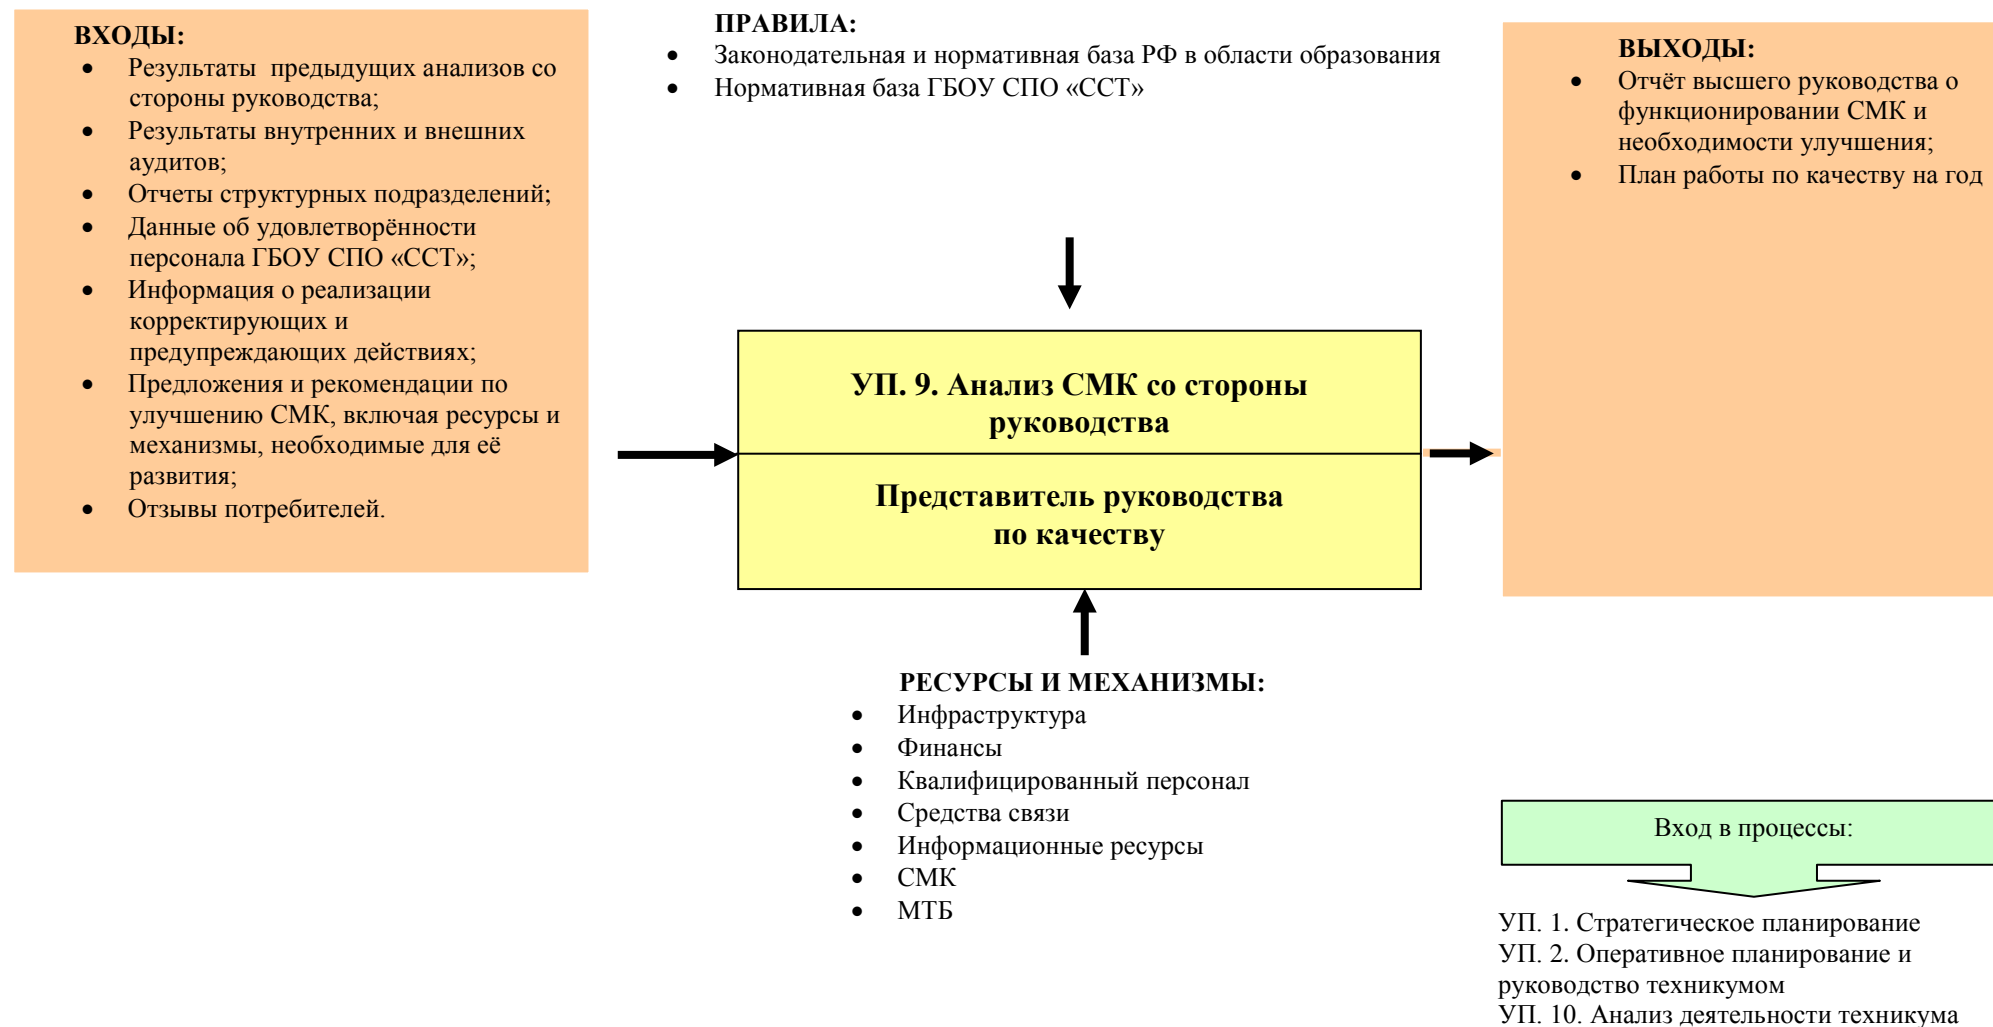 ВХОДЫ:
• Результаты предыдущих анализов со
стороны руководства;
• Результаты внутренних и внешних
аудитов;
• Отчеты структурных подразделений;
• Данные об удовлетворённости
персонала ГБОУ СПО «ССТ»;
• Информация о реализации
корректирующих и
предупреждающих действиях;
• Предложения и рекомендации по
улучшению СМК, включая ресурсы и
механизмы, необходимые для её
развития;
• Отзывы потребителей.
ПРАВИЛА:
• Законодательная и нормативная база РФ в области образования
• Нормативная база ГБОУ СПО «ССТ»
УП. 9. Анализ СМК со стороны
руководства
Представитель руководства
по качеству
РЕСУРСЫ И МЕХАНИЗМЫ:
• Инфраструктура
• Финансы
• Квалифицированный персонал
• Средства связи
• Информационные ресурсы
• СМК
• МТБ
ВЫХОДЫ:
• Отчёт высшего руководства о
функционировании СМК и
необходимости улучшения;
• План работы по качеству на год
Вход в процессы:
УП. 1. Стратегическое планирование
УП. 2. Оперативное планирование и
руководство техникумом
УП. 10. Анализ деятельности техникума